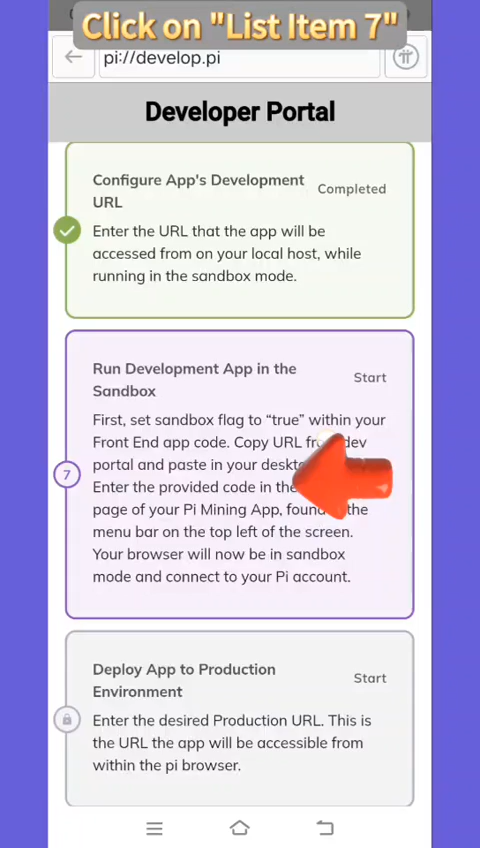 Click on "List Item 7"
pi://develop.pi
Developer Portal
Configure App's Development
URL
Completed
Enter the URL that the app will be
accessed from on your local host, while
running in the sandbox mode.
Run Development App in the
Sandbox
Start
First, set sandbox flag to “true” within your
Front End app code. Copy URL dev
portal and paste in your
Enter the provided code in the
page of your Pi Mining App, the
menu bar on the top left of the screen.
Your browser will now be in sandbox
mode and connect to your Pi account.
7
Deploy App to Production
Environment
Start
Enter the desired Production URL. This is
the URL the app will be accessible from
within the pi browser.